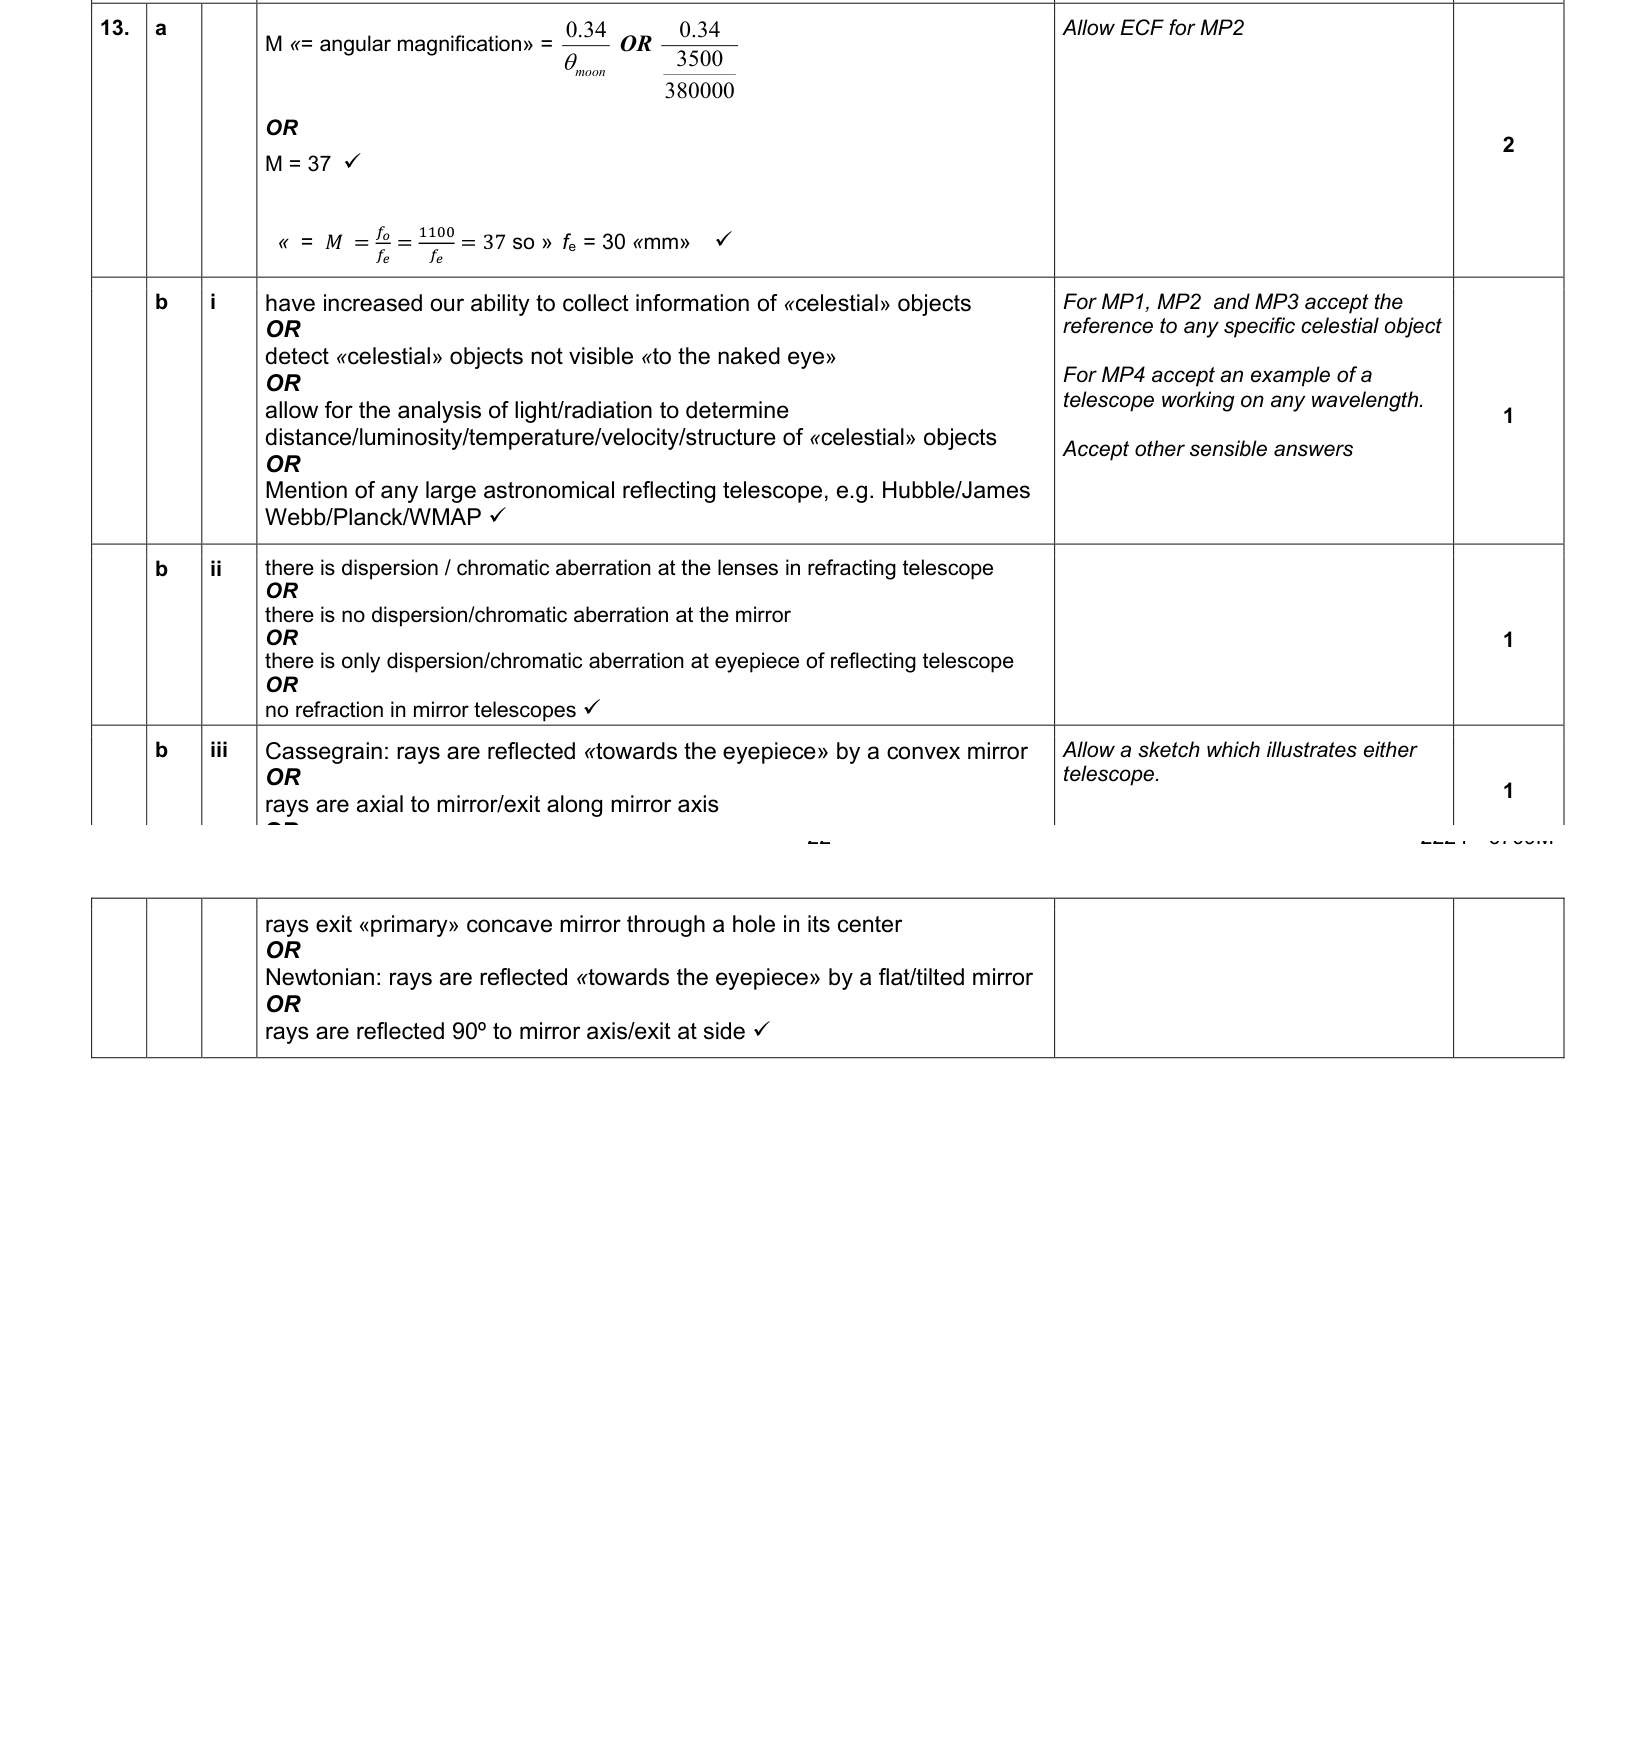 13. a M «= angular magnification» = 0.34/θmoon OR 0.34/(3500/380000) Allow ECF for MP2
OR
2
M = 37 ✓
« = M = fo/fe = 1100/fe = 37 so » fe = 30 «mm» ✓
b i have increased our ability to collect information of «celestial» objects For MP1, MP2 and MP3 accept the
OR reference to any specific celestial object
detect «celestial» objects not visible «to the naked eye»
OR For MP4 accept an example of a
telescope working on any wavelength.
allow for the analysis of light/radiation to determine 1
distance/luminosity/temperature/velocity/structure of «celestial» objects Accept other sensible answers
OR
Mention of any large astronomical reflecting telescope, e.g. Hubble/James
Webb/Planck/WMAP ✓
b ii there is dispersion / chromatic aberration at the lenses in refracting telescope
OR
there is no dispersion/chromatic aberration at the mirror
OR 1
there is only dispersion/chromatic aberration at eyepiece of reflecting telescope
OR
no refraction in mirror telescopes ✓
b iii Cassegrain: rays are reflected «towards the eyepiece» by a convex mirror Allow a sketch which illustrates either
OR telescope.
1
rays are axial to mirror/exit along mirror axis
rays exit «primary» concave mirror through a hole in its center
OR
Newtonian: rays are reflected «towards the eyepiece» by a flat/tilted mirror
OR
rays are reflected 90º to mirror axis/exit at side ✓